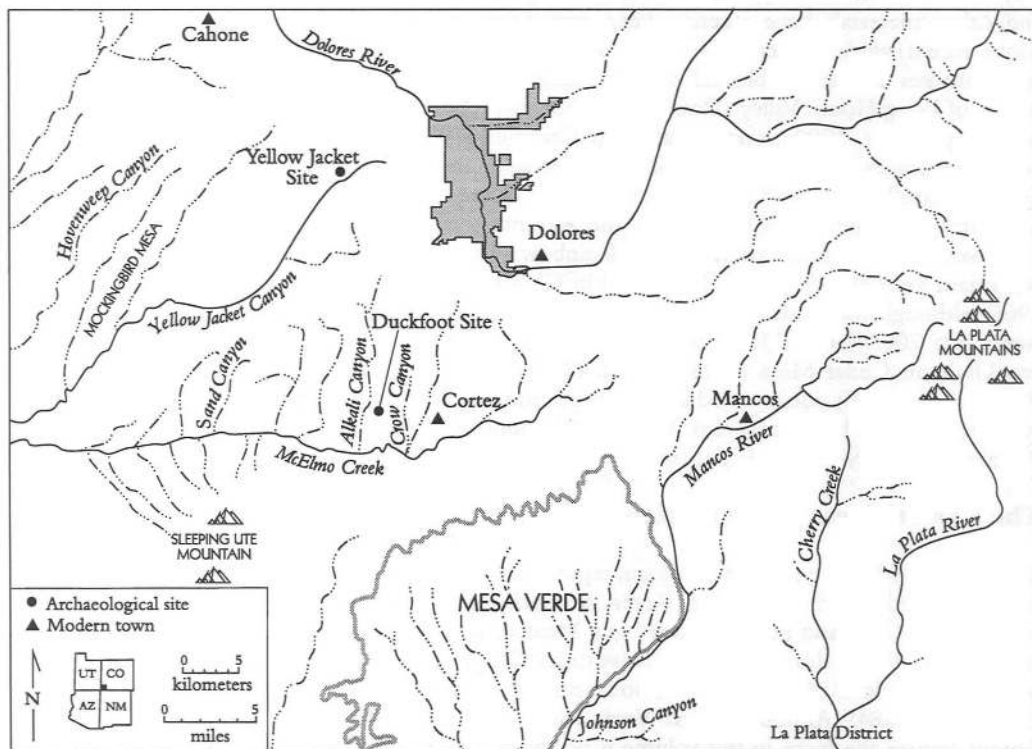 Cahone
Dolores River
Yellow Jacket
Site
Hovenweep Canyon
MOCKINGBIRD MESA
Dolores
Yellow Jacket Canyon
Duckfoot Site
LA PLATA
MOUNTAINS
Sand Canyon
Alkali Canyon
Crow Canyon
Cortez
Mancos
McElmo Creek
Mancos River
Cherry Creek
La Plata River
SLEEPING UTE
MOUNTAIN
MESA VERDE
Archaeological site
Modern town
N
UT CO
AZ NM
0 5
kilometers
0 5
miles
Johnson Canyon
La Plata District